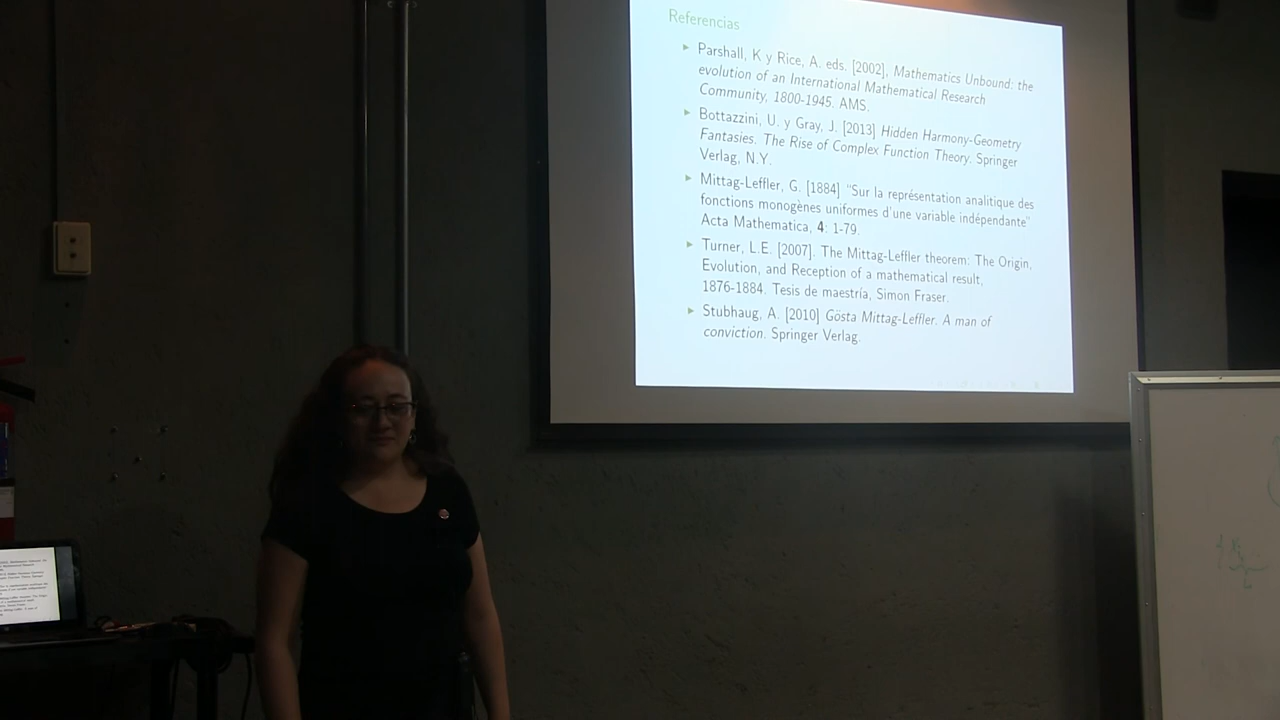 Referencias
▶ Parshall, K y Rice, A. eds. [2002], Mathematics Unbound: the
evolution of an International Mathematical Research
Community, 1800-1945. AMS.
▶ Bottazzini, U. y Gray, J. [2013] Hidden Harmony-Geometry
Fantasies. The Rise of Complex Function Theory. Springer
Verlag, N.Y.
▶ Mittag-Leffler, G. [1884] "Sur la représentation analitique des
fonctions monogènes uniformes d'une variable indépendante"
Acta Mathematica, 4: 1-79.
▶ Turner, L.E. [2007]. The Mittag-Leffler theorem: The Origin,
Evolution, and Reception of a mathematical result,
1876-1884. Tesis de maestría, Simon Fraser.
▶ Stubhaug, A. [2010] Gösta Mittag-Leffler. A man of
conviction. Springer Verlag.